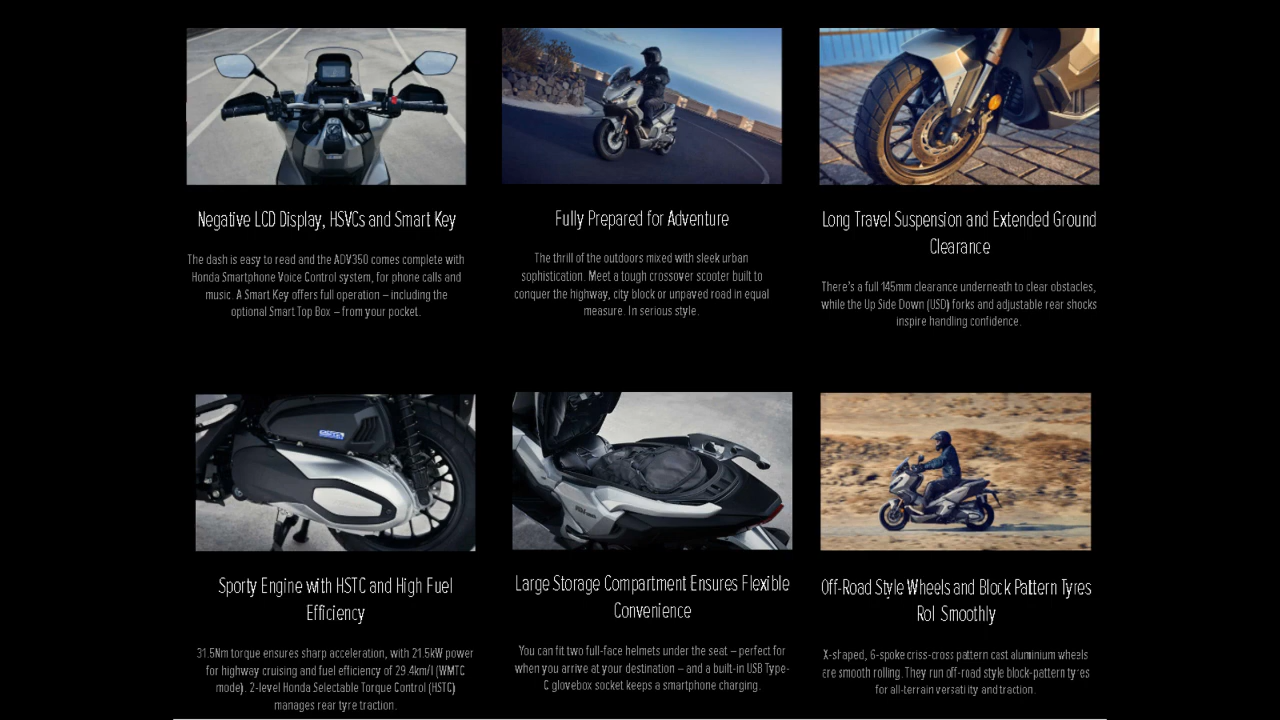 Negative LCD Display, HSVCs and Smart Key
The dash is easy to read and the ADV350 comes complete with
Honda Smartphone Voice Control system, for phone calls and
music. A Smart Key offers full operation – including the
optional Smart Top Box – from your pocket.
Fully Prepared for Adventure
The thrill of the outdoors mixed with sleek urban
sophistication. Meet a tough crossover scooter built to
conquer the highway, city block or unpaved road in equal
measure. In serious style.
Long Travel Suspension and Extended Ground
Clearance
There's a full 145mm clearance underneath to clear obstacles,
while the Up Side Down (USD) forks and adjustable rear shocks
inspire handling confidence.
Sporty Engine with HSTC and High Fuel
Efficiency
31.5Nm torque ensures sharp acceleration, with 21.5kW power
for highway cruising and fuel efficiency of 29.4km/l (WMTC
mode). 2-level Honda Selectable Torque Control (HSTC)
manages rear tyre traction.
Large Storage Compartment Ensures Flexible
Convenience
You can fit two full-face helmets under the seat – perfect for
when you arrive at your destination – and a built-in USB Type-
C glovebox socket keeps a smartphone charging.
Off-Road Style Wheels and Block Pattern Tyres
Roll Smoothly
X-shaped, 6-spoke criss-cross pattern cast aluminium wheels
are smooth rolling. They run off-road style block-pattern tyres
for all-terrain versatility and traction.